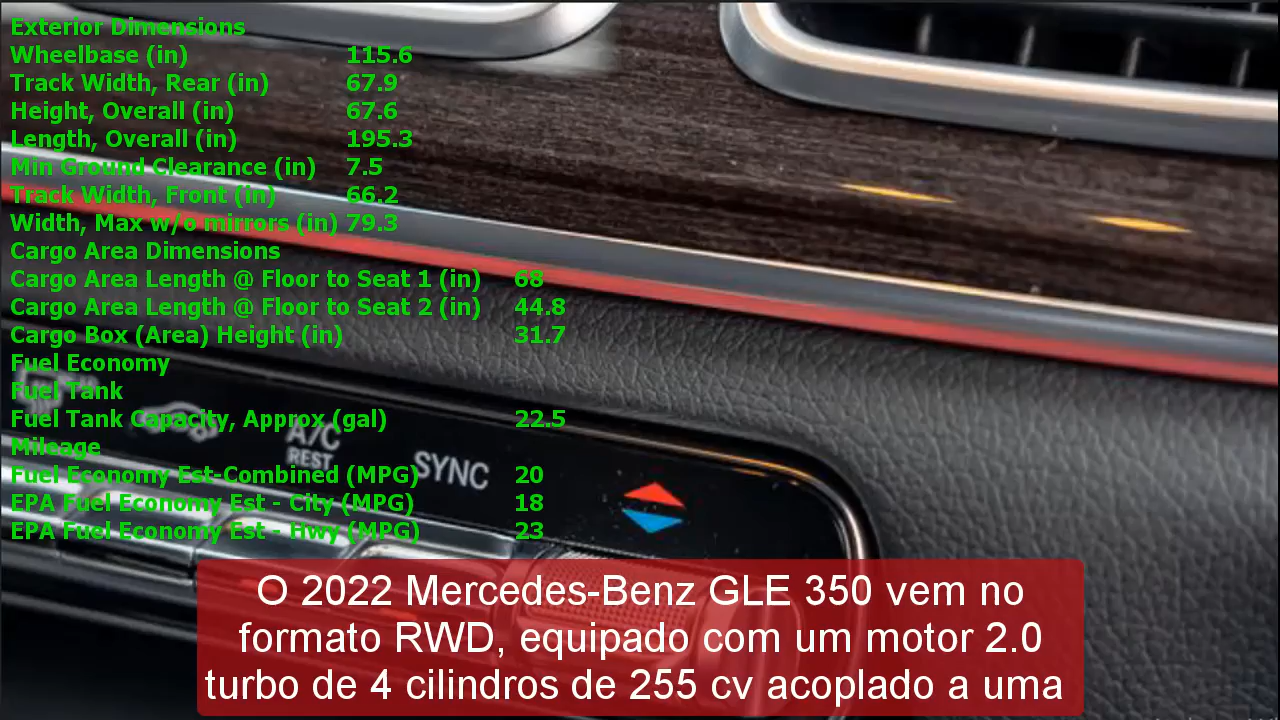 Exterior Dimensions
Wheelbase (in) 115.6
Track Width, Rear (in) 67.9
Height, Overall (in) 67.6
Length, Overall (in) 195.3
Min Ground Clearance (in) 7.5
Track Width, Front (in) 66.2
Width, Max w/o mirrors (in) 79.3
Cargo Area Dimensions
Cargo Area Length @ Floor to Seat 1 (in) 68
Cargo Area Length @ Floor to Seat 2 (in) 44.8
Cargo Box (Area) Height (in) 31.7
Fuel Economy
Fuel Tank
Fuel Tank Capacity, Approx (gal) 22.5
Mileage
Fuel Economy Est-Combined (MPG) 20
EPA Fuel Economy Est - City (MPG) 18
EPA Fuel Economy Est - Hwy (MPG) 23
A/C
REST
SYNC
O 2022 Mercedes-Benz GLE 350 vem no
formato RWD, equipado com um motor 2.0
turbo de 4 cilindros de 255 cv acoplado a uma